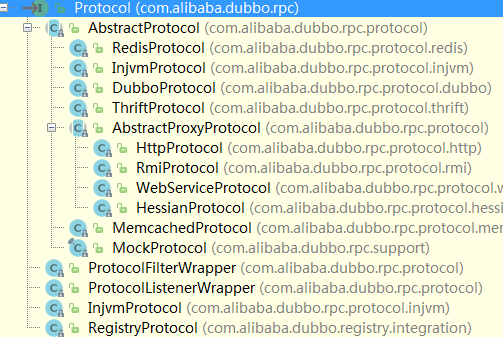 Protocol (com.alibaba.dubbo.rpc)
AbstractProtocol (com.alibaba.dubbo.rpc.protocol)
RedisProtocol (com.alibaba.dubbo.rpc.protocol.redis)
InjvmProtocol (com.alibaba.dubbo.rpc.protocol.injvm)
DubboProtocol (com.alibaba.dubbo.rpc.protocol.dubbo)
ThriftProtocol (com.alibaba.dubbo.rpc.protocol.thrift)
AbstractProxyProtocol (com.alibaba.dubbo.rpc.protocol)
HttpProtocol (com.alibaba.dubbo.rpc.protocol.http)
RmiProtocol (com.alibaba.dubbo.rpc.protocol.rmi)
WebServiceProtocol (com.alibaba.dubbo.rpc.protocol.w
HessianProtocol (com.alibaba.dubbo.rpc.protocol.hessi
MemcachedProtocol (com.alibaba.dubbo.rpc.protocol.mem
MockProtocol (com.alibaba.dubbo.rpc.support)
ProtocolFilterWrapper (com.alibaba.dubbo.rpc.protocol)
ProtocolListenerWrapper (com.alibaba.dubbo.rpc.protocol)
InjvmProtocol (com.alibaba.dubbo.rpc.protocol.injvm)
RegistryProtocol (com.alibaba.dubbo.registry.integration)